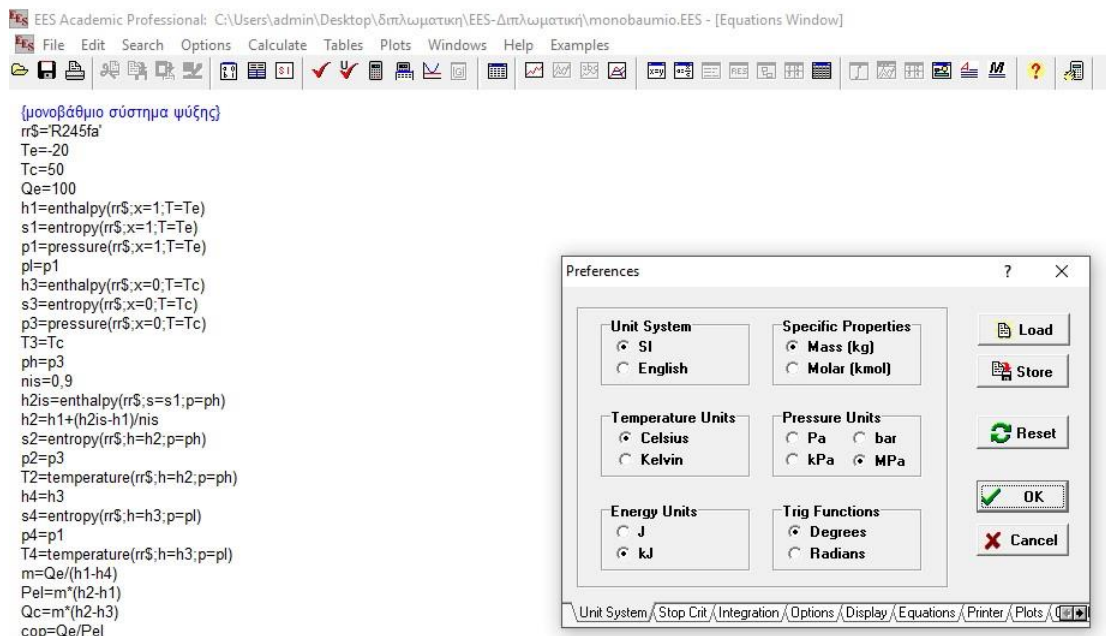 EES Academic Professional: C:\Users\admin\Desktop\διπλωματικη\EES-Διπλωματική\monobaumio.EES - [Equations Window]
File Edit Search Options Calculate Tables Plots Windows Help Examples
{μονοβάθμιο σύστημα ψύξης}
rr$='R245fa'
Te=-20
Tc=50
Qe=100
h1=enthalpy(rr$;x=1;T=Te)
s1=entropy(rr$;x=1;T=Te)
p1=pressure(rr$;x=1;T=Te)
pl=p1
h3=enthalpy(rr$;x=0;T=Tc)
s3=entropy(rr$;x=0;T=Tc)
p3=pressure(rr$;x=0;T=Tc)
T3=Tc
ph=p3
nis=0,9
h2is=enthalpy(rr$;s=s1;p=ph)
h2=h1+(h2is-h1)/nis
s2=entropy(rr$;h=h2;p=ph)
p2=p3
T2=temperature(rr$;h=h2;p=ph)
h4=h3
s4=entropy(rr$;h=h3;p=pl)
p4=p1
T4=temperature(rr$;h=h3;p=pl)
m=Qe/(h1-h4)
Pel=m*(h2-h1)
Qc=m*(h2-h3)
cop=Qe/Pel
Preferences ? X
Unit System
SI
English
Specific Properties
Mass (kg)
Molar (kmol)
Temperature Units
Celsius
Kelvin
Pressure Units
Pa bar
kPa MPa
Energy Units
J
kJ
Trig Functions
Degrees
Radians
Load
Store
Reset
OK
Cancel
Unit System Stop Crit Integration Options Display Equations Printer Plots